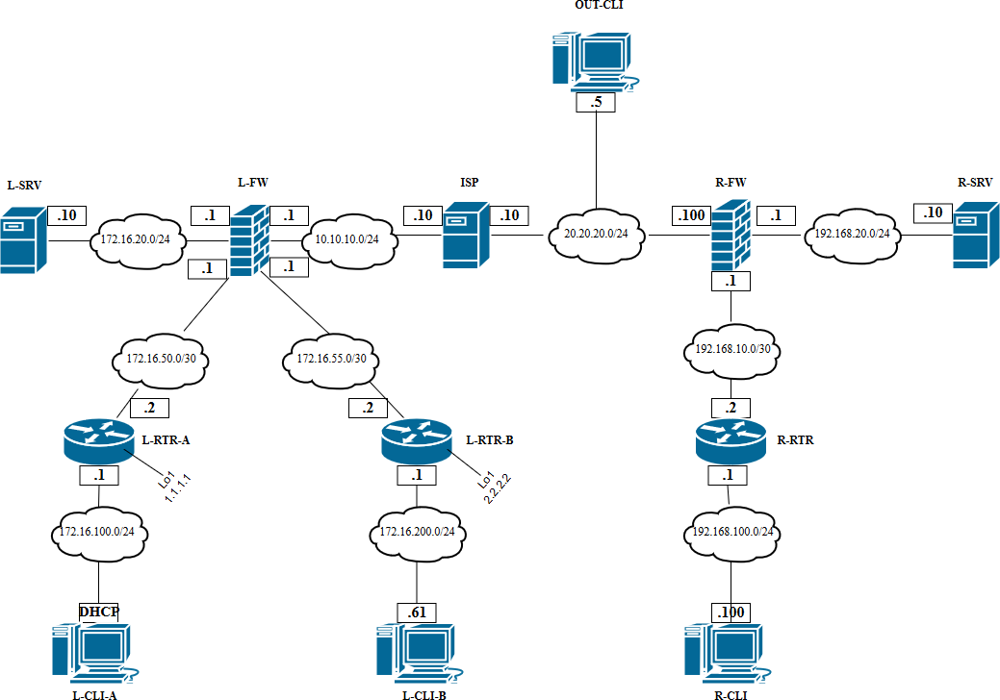 OUT-CLI
.5
L-SRV
L-FW
ISP
R-FW
R-SRV
.10
.1
.1
.10
.10
.100
.1
.10
172.16.20.0/24
10.10.10.0/24
20.20.20.0/24
192.168.20.0/24
.1
.1
.1
172.16.50.0/30
172.16.55.0/30
192.168.10.0/30
.2
.2
.2
L-RTR-A
L-RTR-B
R-RTR
Lo1
1.1.1.1
Lo1
2.2.2.2
.1
.1
.1
172.16.100.0/24
172.16.200.0/24
192.168.100.0/24
DHCP
.61
.100
L-CLI-A
L-CLI-B
R-CLI